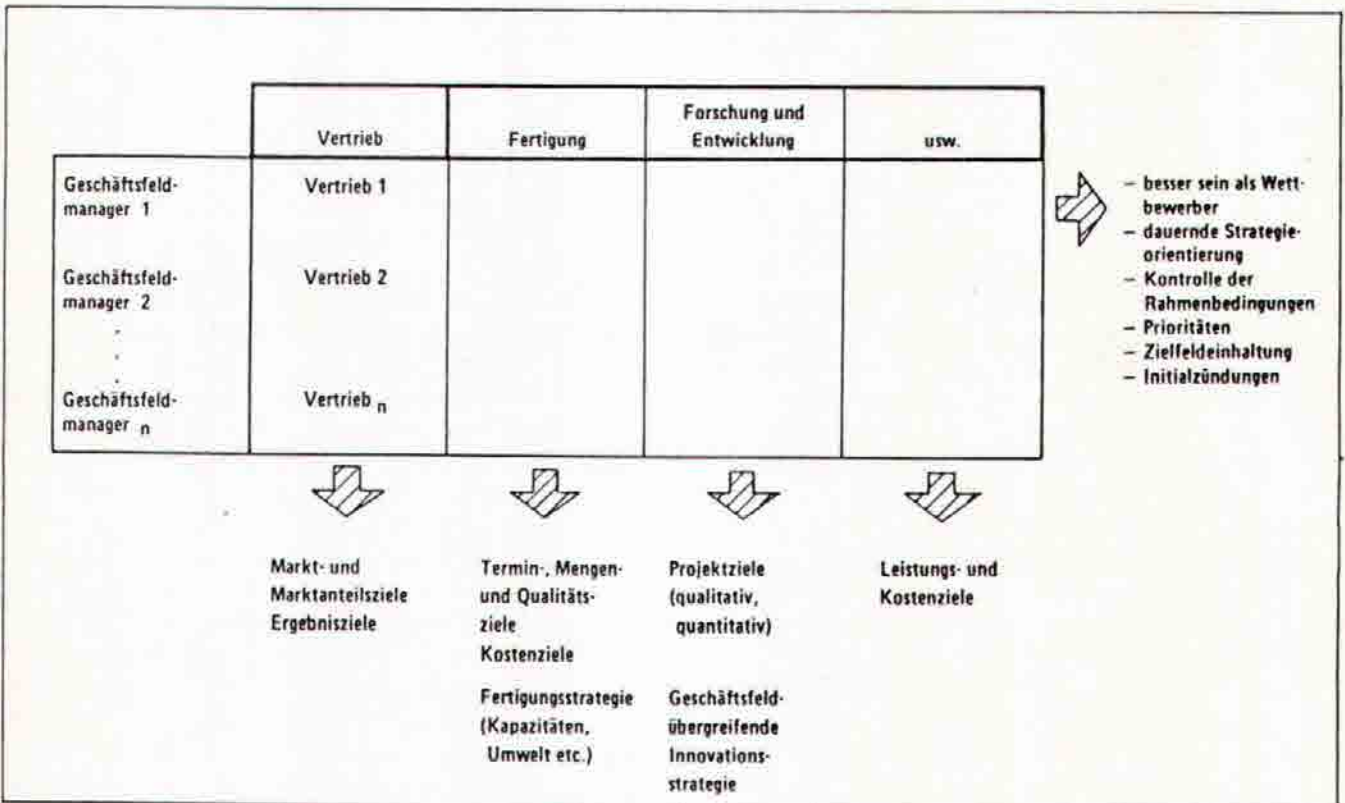 Vertrieb
Fertigung
Forschung und
Entwicklung
usw.
Geschäftsfeld-
manager 1
Vertrieb 1
Geschäftsfeld-
manager 2
Vertrieb 2
.
.
.
Geschäftsfeld-
manager n
Vertrieb n
– besser sein als Wett-
bewerber
– dauernde Strategie-
orientierung
– Kontrolle der
Rahmenbedingungen
– Prioritäten
– Zielfeldeinhaltung
– Initialzündungen
Markt- und
Marktanteilsziele
Ergebnisziele
Termin-, Mengen-
und Qualitäts-
ziele
Kostenziele
Fertigungsstrategie
(Kapazitäten,
Umwelt etc.)
Projektziele
(qualitativ,
quantitativ)
Geschäftsfeld-
übergreifende
Innovations-
strategie
Leistungs- und
Kostenziele